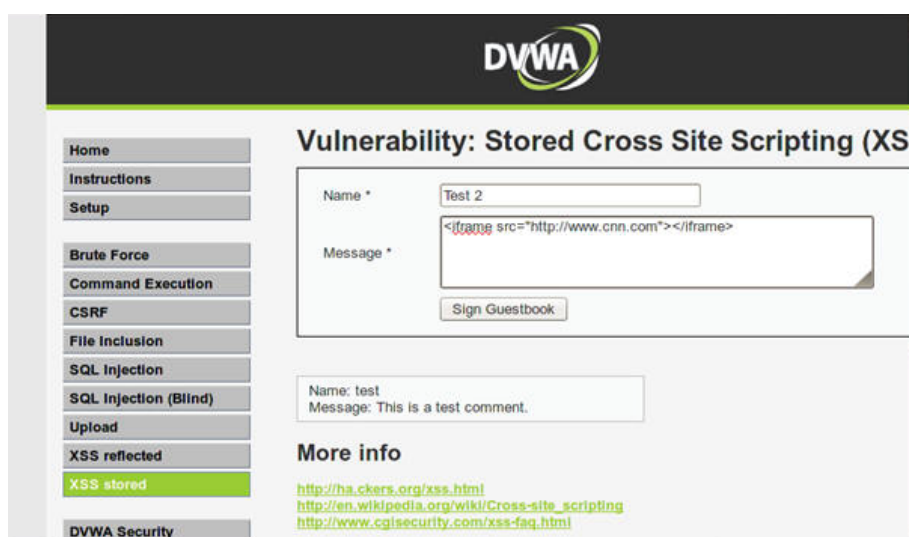 DVWA
Home
Instructions
Setup
Brute Force
Command Execution
CSRF
File Inclusion
SQL Injection
SQL Injection (Blind)
Upload
XSS reflected
XSS stored
DVWA Security
Vulnerability: Stored Cross Site Scripting (XS
Name *
Test 2
Message *
<iframe src="http://www.cnn.com"></iframe>
Sign Guestbook
Name: test
Message: This is a test comment.
More info
http://ha.ckers.org/xss.html
http://en.wikipedia.org/wiki/Cross-site_scripting
http://www.cgisecurity.com/xss-faq.html